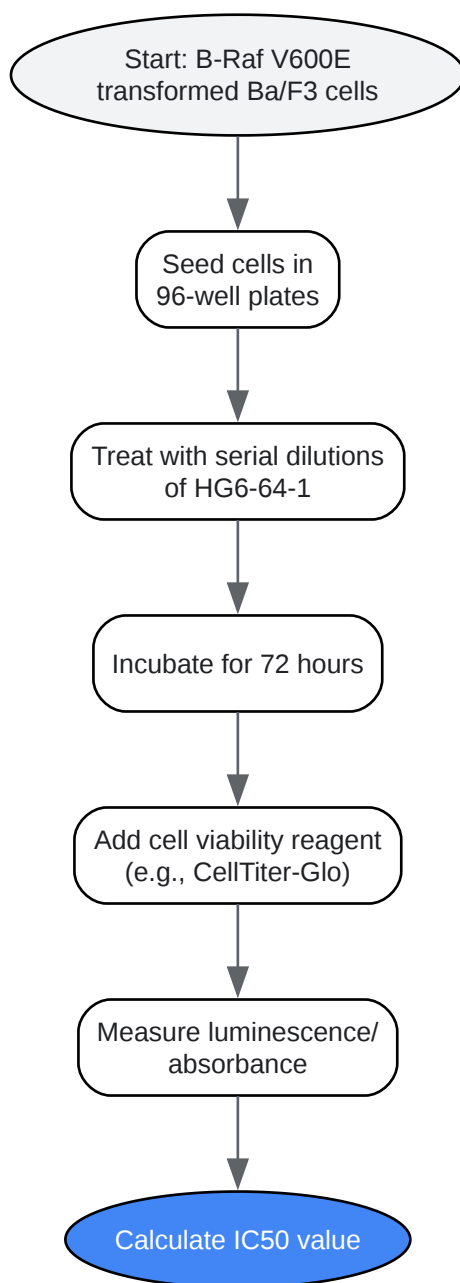 Start: B-Raf V600E
transformed Ba/F3 cells
Seed cells in
96-well plates
Treat with serial dilutions
of HG6-64-1
Incubate for 72 hours
Add cell viability reagent
(e.g., CellTiter-Glo)
Measure luminescence/
absorbance
Calculate IC50 value